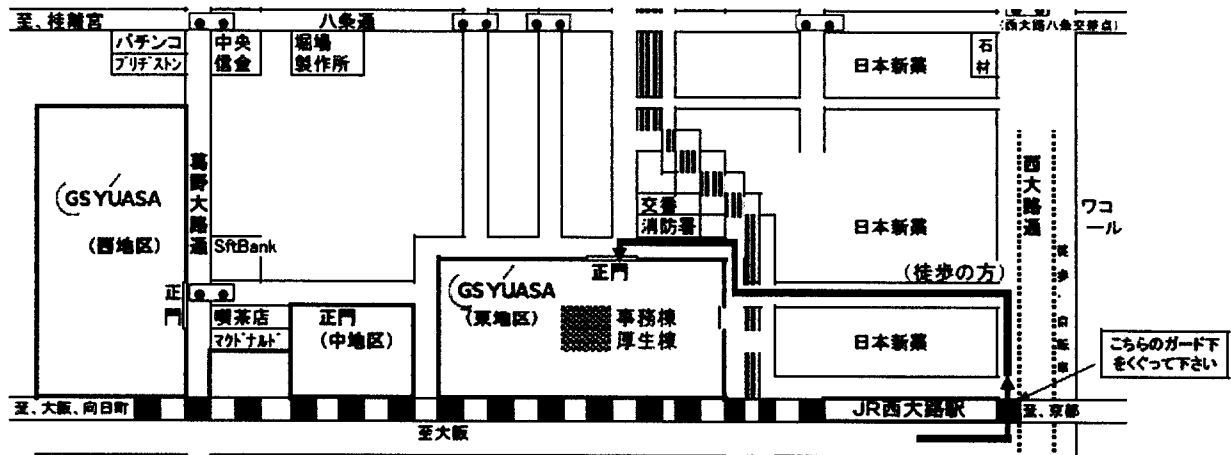 至、桂離宮
八条通
(西大路八条交差点)
パチンコ
ブリヂストン
中央
信金
堀場
製作所
日本新薬
石
材
GS YUASA
(西地区)
葛野大路通
SftBank
交番
消防署
日本新薬
西大路通
ワコ
ール
正門
正門
GS YUASA
(東地区)
事務棟
厚生棟
(徒歩の方)
喫茶店
マクドナルド
正門
(中地区)
日本新薬
こちらのガード下
をくぐって下さい
至、大阪、向日町
JR西大路駅
至、京都
至大阪